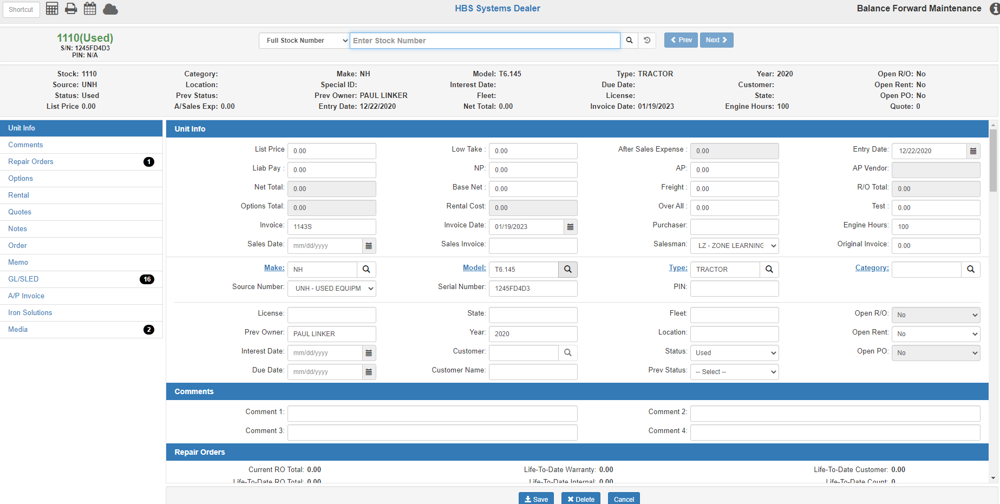 Shortcut
HBS Systems Dealer
Balance Forward Maintenance
1110(Used)
S/N: 1245FD4D3
PIN: N/A
Full Stock Number
Enter Stock Number
Prev
Next
Stock: 1110 Category: Make: NH Model: T6.145 Type: TRACTOR Year: 2020 Open R/O: No
Source: UNH Location: Special ID: Interest Date: Due Date: Customer: Open Rent: No
Status: Used Prev Status: Prev Owner: PAUL LINKER Fleet: License: State: Open PO: No
List Price 0.00 A/Sales Exp: 0.00 Entry Date: 12/22/2020 Net Total: 0.00 Invoice Date: 01/19/2023 Engine Hours: 100 Quote: 0
Unit Info
Comments
Repair Orders 1
Options
Rental
Quotes
Notes
Order
Memo
GL/SLED 16
A/P Invoice
Iron Solutions
Media 2
Unit Info
List Price 0.00 Low Take : 0.00 After Sales Expense : 0.00 Entry Date: 12/22/2020
Liab Pay : 0.00 NP: 0.00 AP: 0.00 AP Vendor:
Net Total: 0.00 Base Net : 0.00 Freight : 0.00 R/O Total: 0.00
Options Total: 0.00 Rental Cost: 0.00 Over All : 0.00 Test : 0.00
Invoice: 1143S Invoice Date: 01/19/2023 Purchaser: Engine Hours: 100
Sales Date: mm/dd/yyyy Sales Invoice: Salesman: LZ - ZONE LEARNING Original Invoice: 0.00
Make: NH Model: T6.145 Type: TRACTOR Category:
Source Number: UNH - USED EQUIPM Serial Number: 1245FD4D3 PIN:
License: State: Fleet: Open R/O: No
Prev Owner: PAUL LINKER Year: 2020 Location: Open Rent: No
Interest Date: mm/dd/yyyy Customer: Status: Used Open PO: No
Due Date: mm/dd/yyyy Customer Name: Prev Status: -- Select --
Comments
Comment 1: Comment 2:
Comment 3: Comment 4:
Repair Orders
Current RO Total: 0.00 Life-To-Date Warranty: 0.00 Life-To-Date Customer: 0.00
Life-To-Date RO Total: 0.00 Life-To-Date Internal: 0.00 Life-To-Date Count: 0
Save
Delete
Cancel